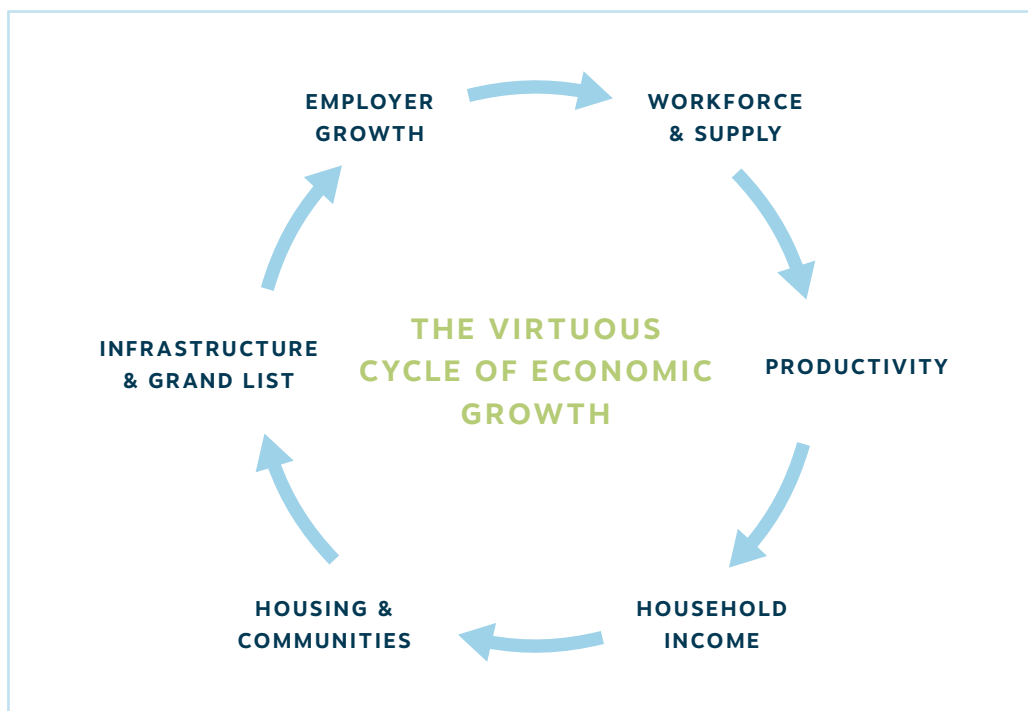 EMPLOYER
GROWTH
WORKFORCE
& SUPPLY
THE VIRTUOUS
CYCLE OF ECONOMIC
GROWTH
INFRASTRUCTURE
& GRAND LIST
PRODUCTIVITY
HOUSING &
COMMUNITIES
HOUSEHOLD
INCOME